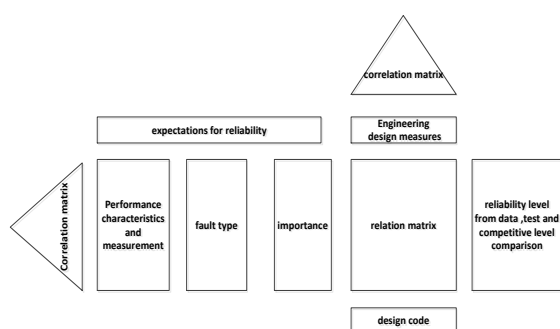 correlation matrix
expectations for reliability
Engineering
design measures
Correlation matrix
Performance
characteristics
and
measurement
fault type
importance
relation matrix
reliability level
from data ,test and
competitive level
comparison
design code